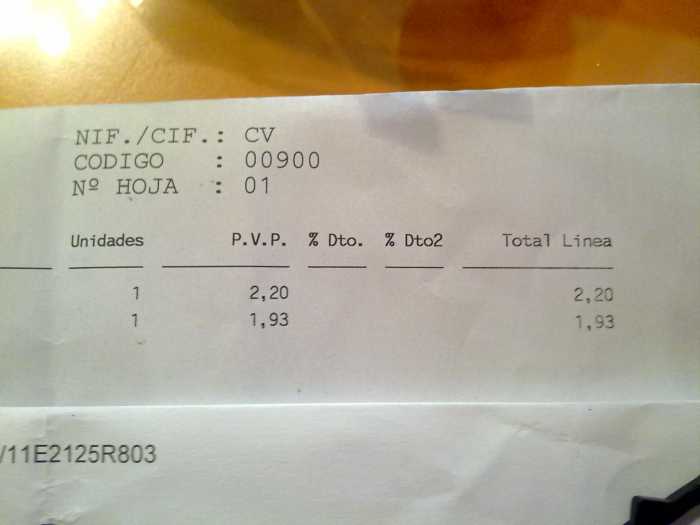 NIF./CIF.: CV
CODIGO : 00900
Nº HOJA : 01
Unidades P.V.P. % Dto. % Dto2 Total Linea
1 2,20 2,20
1 1,93 1,93
/11E2125R803